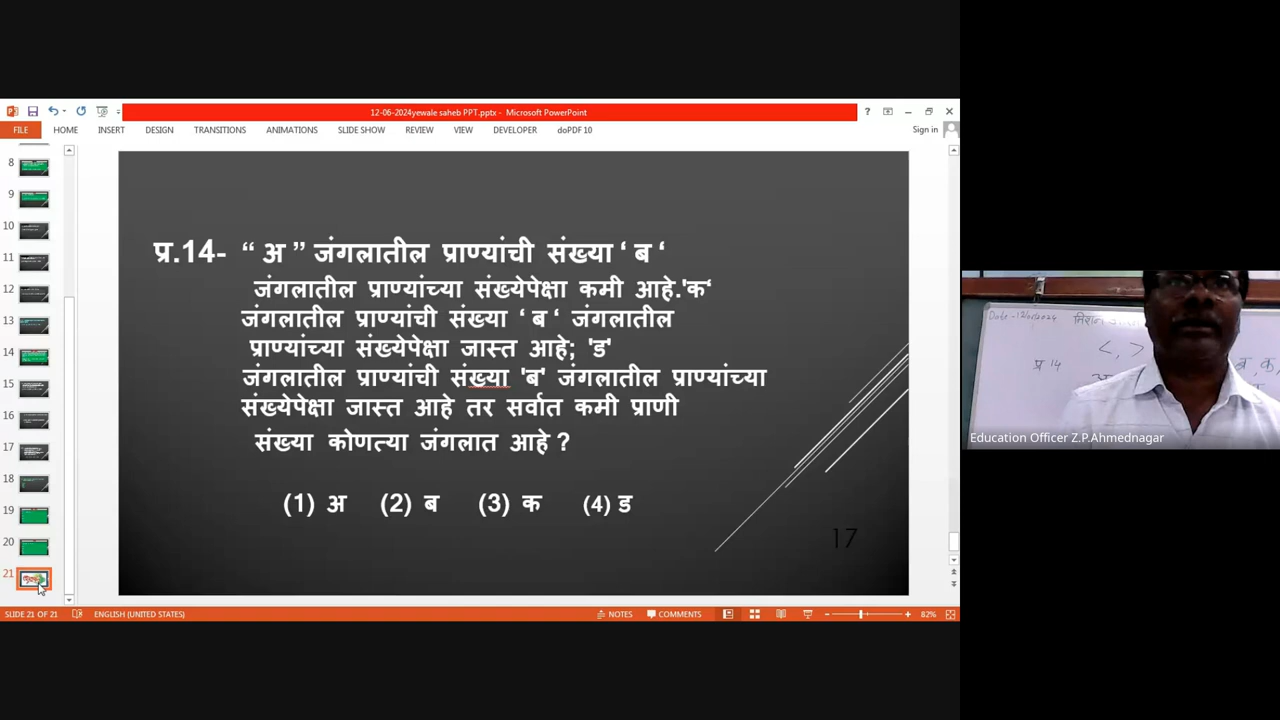 12-06-2024yewale saheb PPT.pptx - Microsoft PowerPoint
FILE HOME INSERT DESIGN TRANSITIONS ANIMATIONS SLIDE SHOW REVIEW VIEW DEVELOPER doPDF 10
Sign in
8
9
10
11
12
13
14
15
16
17
18
19
20
21
प्र.14- “ अ ” जंगलातील प्राण्यांची संख्या ‘ ब ‘
जंगलातील प्राण्यांच्या संख्येपेक्षा कमी आहे.'क‘
जंगलातील प्राण्यांची संख्या ‘ ब ‘ जंगलातील
प्राण्यांच्या संख्येपेक्षा जास्त आहे; 'ड'
जंगलातील प्राण्यांची संख्या 'ब' जंगलातील प्राण्यांच्या
संख्येपेक्षा जास्त आहे तर सर्वात कमी प्राणी
संख्या कोणत्या जंगलात आहे ?
(1) अ (2) ब (3) क (4) ड
17
SLIDE 21 OF 21 ENGLISH (UNITED STATES) NOTES COMMENTS 82%
<, >
प्र 14
ब, क,
Education Officer Z.P.Ahmednagar